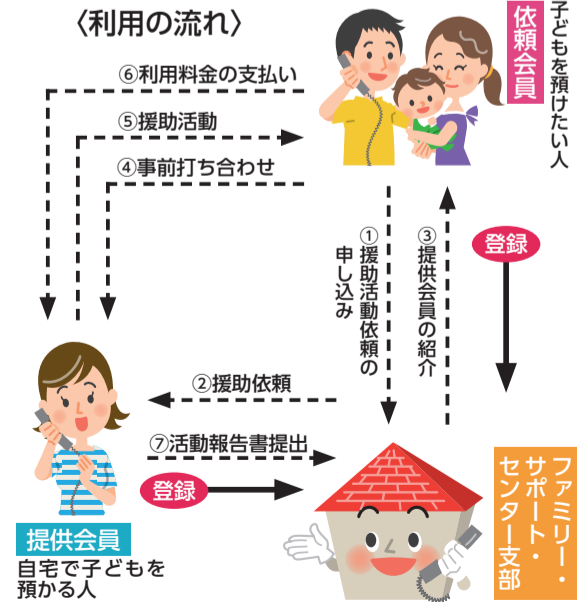 〈利用の流れ〉
依頼会員
子どもを預けたい人
⑥利用料金の支払い
⑤援助活動
④事前打ち合わせ
①援助活動依頼の
申し込み
③提供会員の紹介
登録
②援助依頼
⑦活動報告書提出
登録
提供会員
自宅で子どもを
預かる人
ファミリー・
サポート・
センター支部